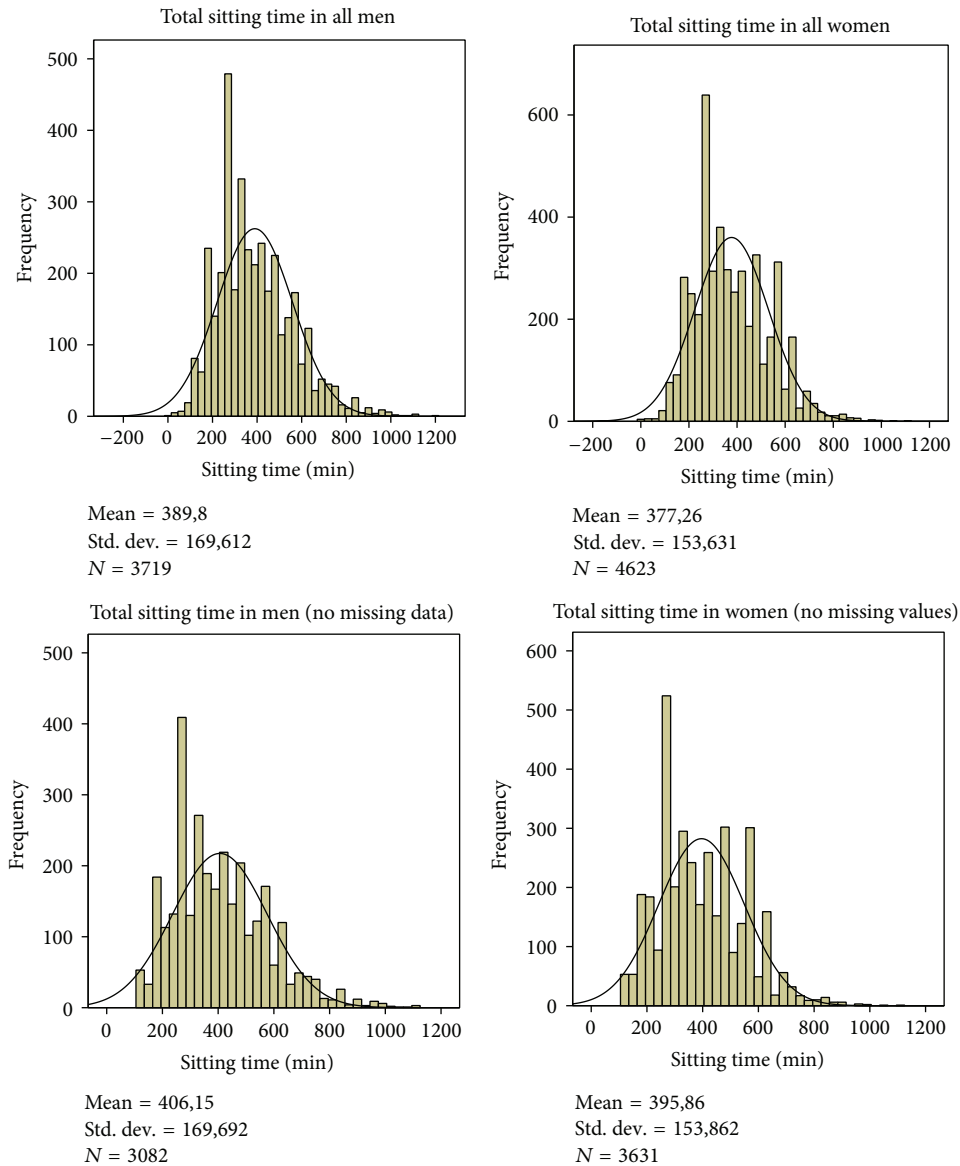 Total sitting time in all men
500
400
300
200
100
0
Frequency
−200 0 200 400 600 800 1000 1200
Sitting time (min)
Mean = 389,8
Std. dev. = 169,612
N = 3719
Total sitting time in all women
600
400
200
0
Frequency
−200 0 200 400 600 800 1000 1200
Sitting time (min)
Mean = 377,26
Std. dev. = 153,631
N = 4623
Total sitting time in men (no missing data)
500
400
300
200
100
0
Frequency
0 200 400 600 800 1000 1200
Sitting time (min)
Mean = 406,15
Std. dev. = 169,692
N = 3082
Total sitting time in women (no missing values)
600
500
400
300
200
100
0
Frequency
0 200 400 600 800 1000 1200
Sitting time (min)
Mean = 395,86
Std. dev. = 153,862
N = 3631